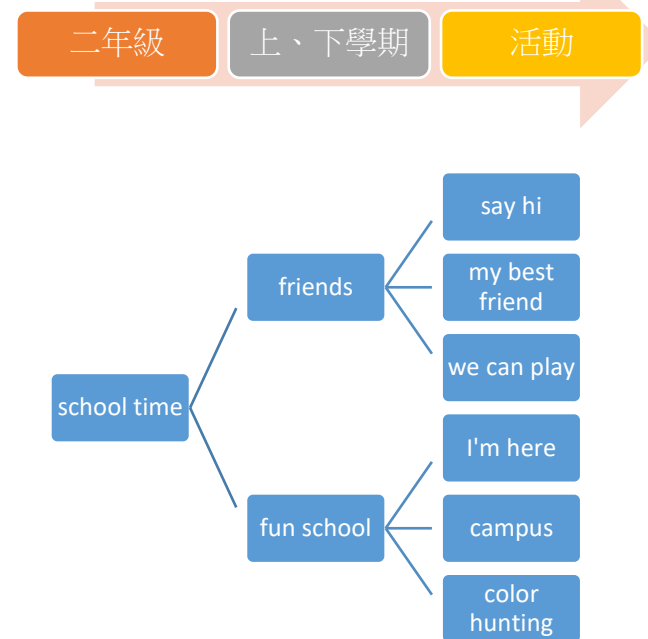 二年級
上、下學期
活動
say hi
friends
my best
friend
we can play
school time
I'm here
fun school
campus
color
hunting